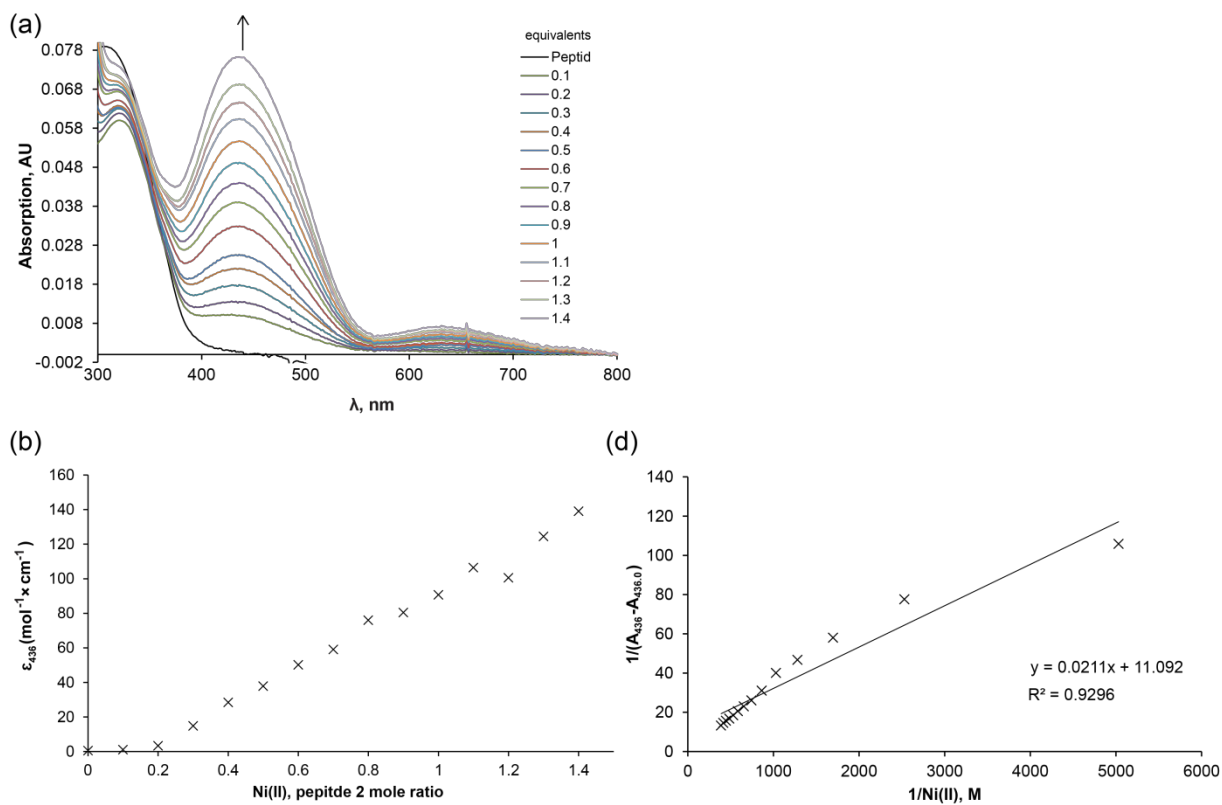 (a)
equivalents
Peptid
0.1
0.2
0.3
0.4
0.5
0.6
0.7
0.8
0.9
1
1.1
1.2
1.3
1.4
0.078
0.068
0.058
0.048
0.038
0.028
0.018
0.008
-0.002
Absorption, AU
300 400 500 600 700 800
λ, nm
(b)
160
140
120
100
80
60
40
20
0
ε436(mol-1× cm-1)
0 0.2 0.4 0.6 0.8 1 1.2 1.4
Ni(II), pepitde 2 mole ratio
(d)
140
120
100
80
60
40
20
0
1/(A436-A436.0)
y = 0.0211x + 11.092
R² = 0.9296
0 1000 2000 3000 4000 5000 6000
1/Ni(II), M